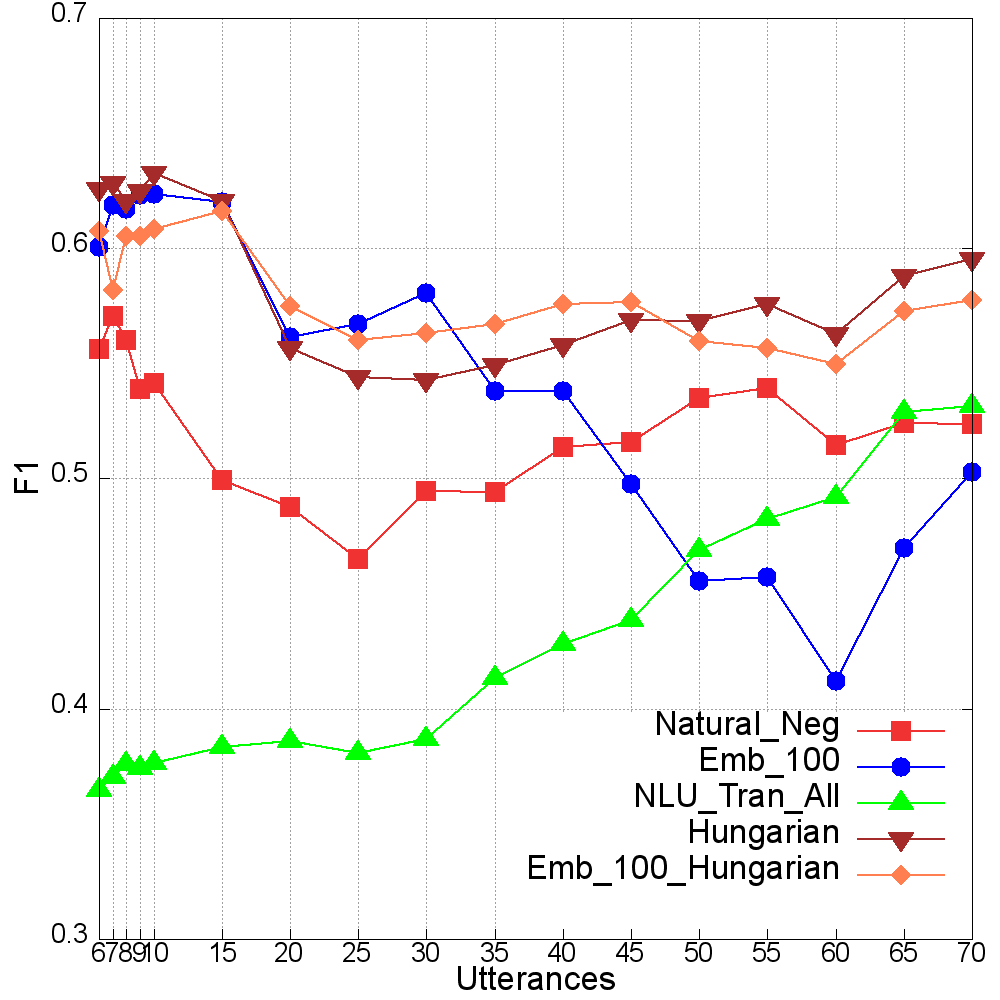 0.7
0.6
0.5
0.4
0.3
F1
Natural_Neg
Emb_100
NLU_Tran_All
Hungarian
Emb_100_Hungarian
6 7 8 9 10 15 20 25 30 35 40 45 50 55 60 65 70
Utterances